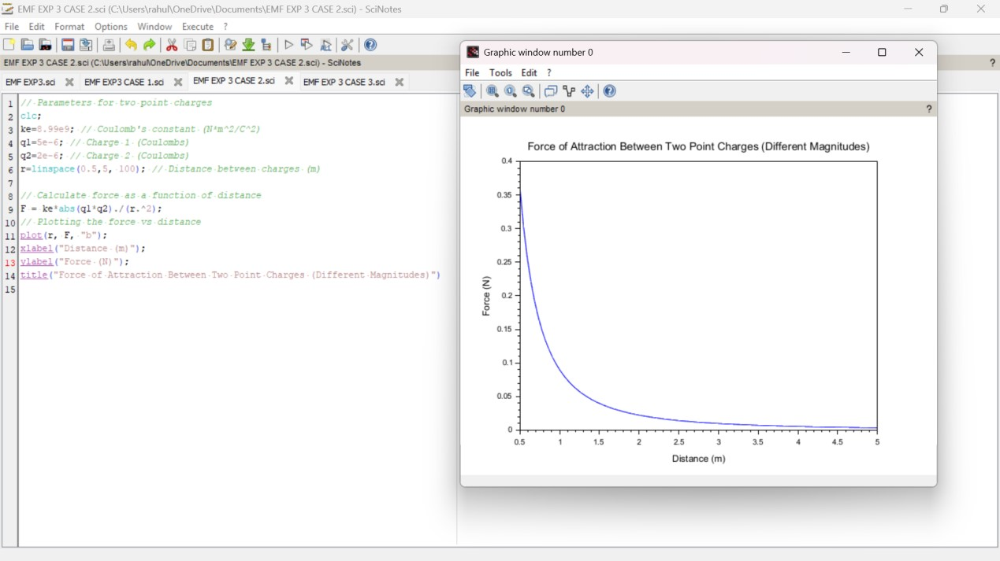 EMF EXP 3 CASE 2.sci (C:\Users\rahul\OneDrive\Documents\EMF EXP 3 CASE 2.sci) - SciNotes
File Edit Format Options Window Execute ?
EMF EXP 3 CASE 2.sci (C:\Users\rahul\OneDrive\Documents\EMF EXP 3 CASE 2.sci) - SciNotes ?
EMF EXP3.sci EMF EXP3 CASE 1.sci EMF EXP 3 CASE 2.sci EMF EXP 3 CASE 3.sci
1 // Parameters for two point charges
2 clc;
3 ke=8.99e9; // Coulomb's constant (N*m^2/C^2)
4 q1=5e-6; // Charge 1 (Coulombs)
5 q2=2e-6; // Charge 2 (Coulombs)
6 r=linspace(0.5,5, 100); // Distance between charges (m)
7
8 // Calculate force as a function of distance
9 F = ke*abs(q1*q2)./(r.^2);
10 // Plotting the force vs distance
11 plot(r, F, "b");
12 xlabel("Distance (m)");
13 ylabel("Force (N)");
14 title("Force of Attraction Between Two Point Charges (Different Magnitudes)")
15
Graphic window number 0
File Tools Edit ?
Graphic window number 0 ?
Force of Attraction Between Two Point Charges (Different Magnitudes)
0.4
0.35
0.3
0.25
0.2
0.15
0.1
0.05
0
Force (N)
0.5 1 1.5 2 2.5 3 3.5 4 4.5 5
Distance (m)